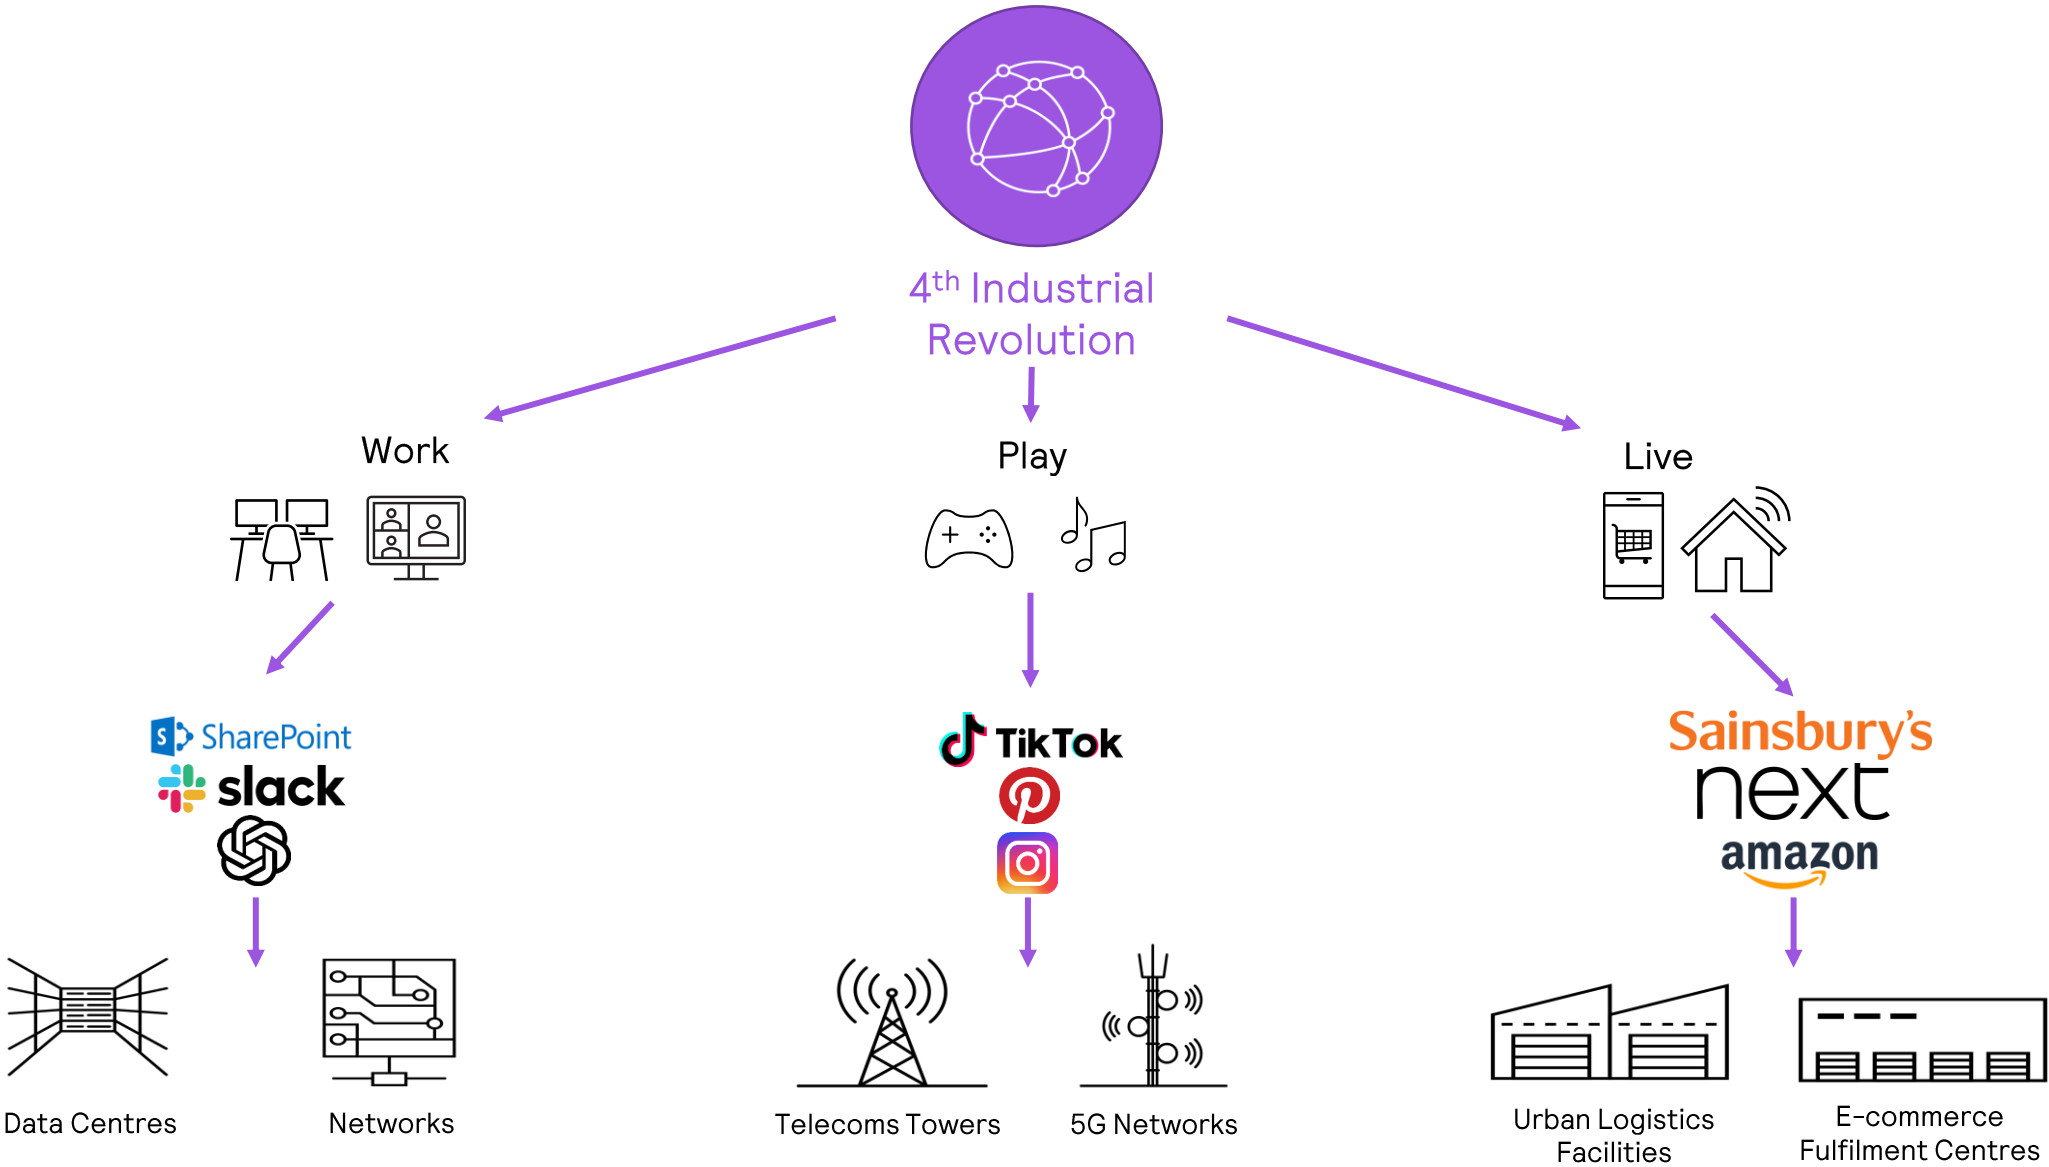 4th Industrial
Revolution
Work
Play
Live
SharePoint
slack
TikTok
Sainsbury's
next
amazon
Data Centres
Networks
Telecoms Towers
5G Networks
Urban Logistics
Facilities
E-commerce
Fulfilment Centres